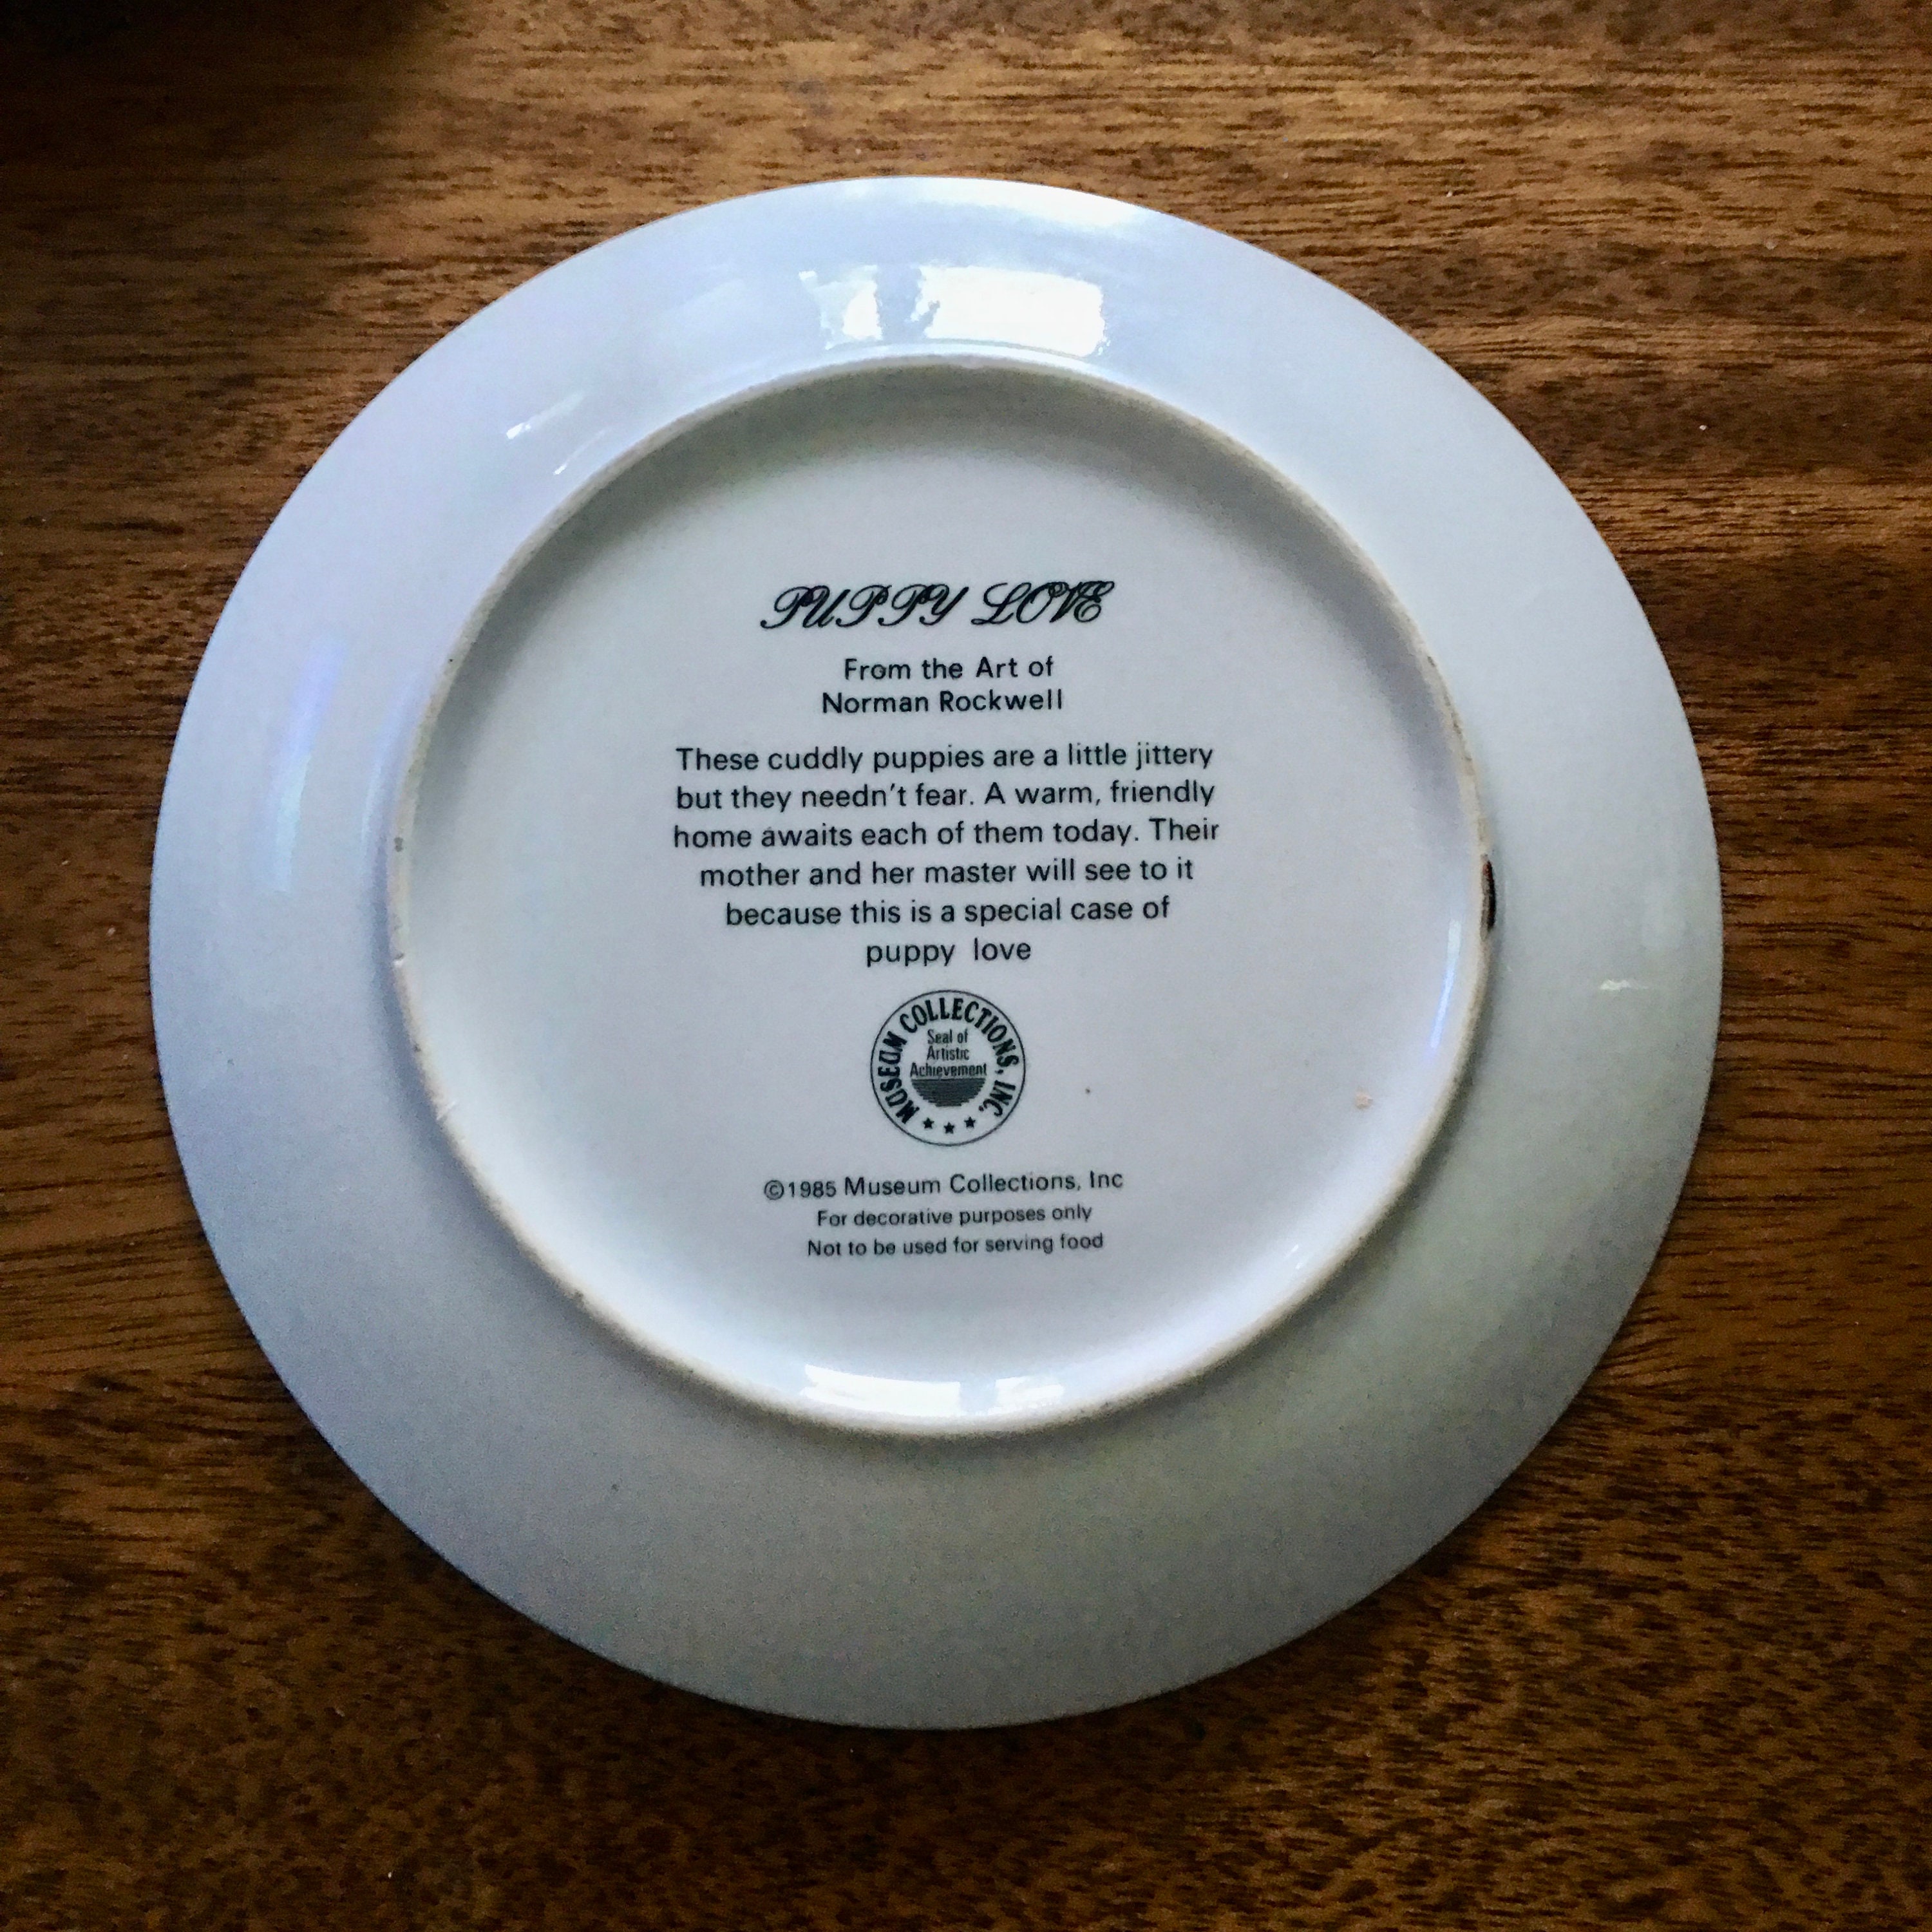 PUPPY LOVE
From the Art of
Norman Rockwell
These cuddly puppies are a little jittery
but they needn't fear. A warm, friendly
home awaits each of them today. Their
mother and her master will see to it
because this is a special case of
puppy love
MUSEUM COLLECTIONS, INC.
Seal of
Artistic
Achievement
©1985 Museum Collections, Inc
For decorative purposes only
Not to be used for serving food